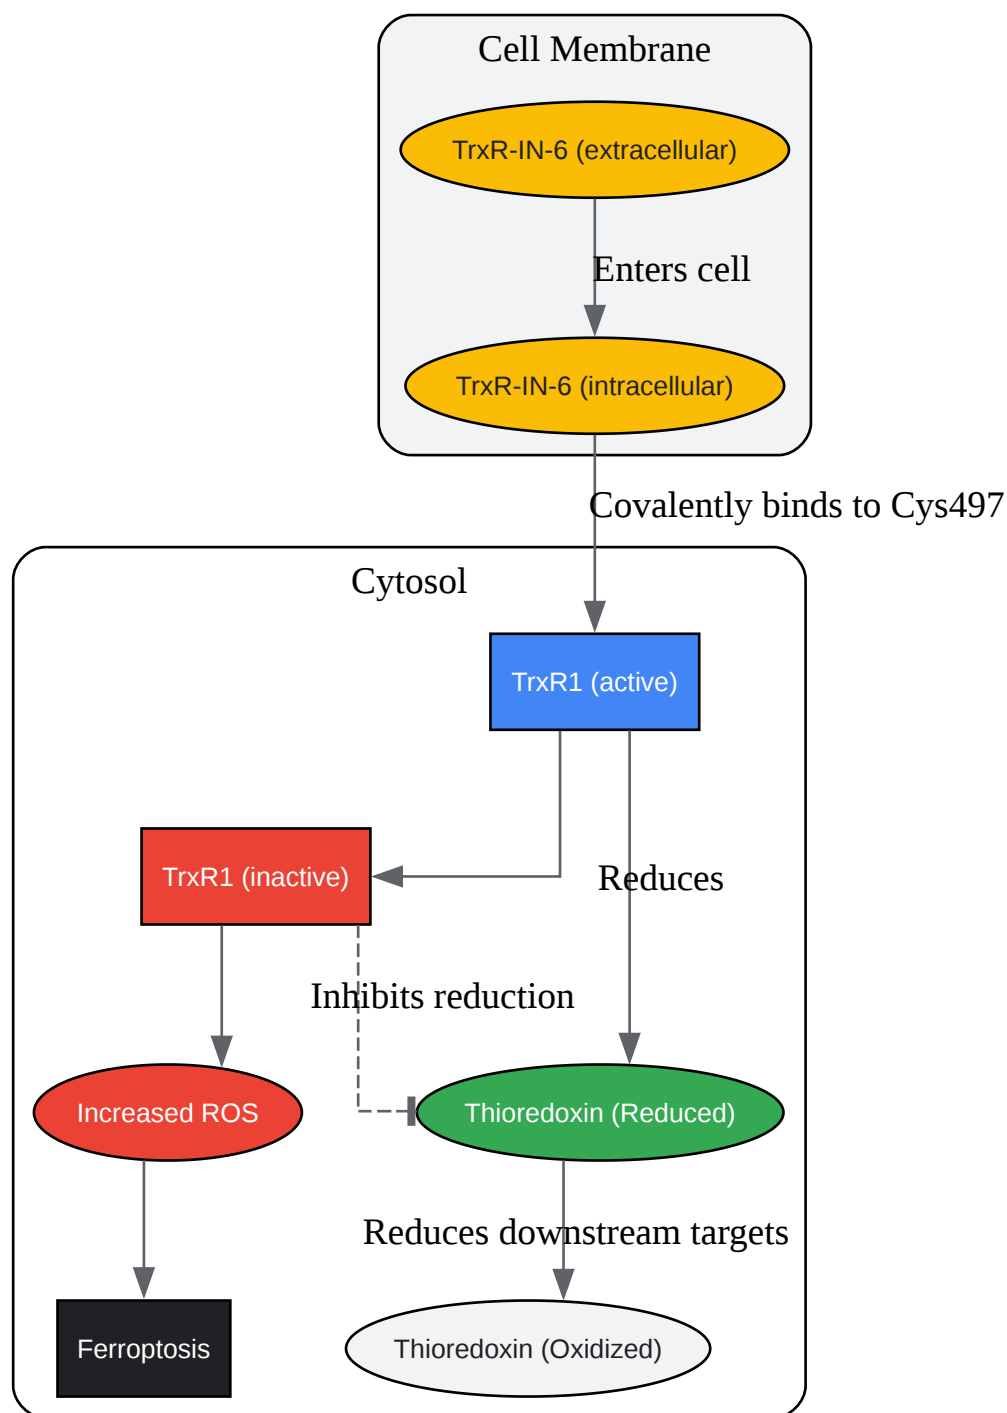 Cell Membrane
TrxR-IN-6 (extracellular)
Enters cell
TrxR-IN-6 (intracellular)
Covalently binds to Cys497
Cytosol
TrxR1 (active)
TrxR1 (inactive)
Reduces
Inhibits reduction
Increased ROS
Thioredoxin (Reduced)
Reduces downstream targets
Ferroptosis
Thioredoxin (Oxidized)